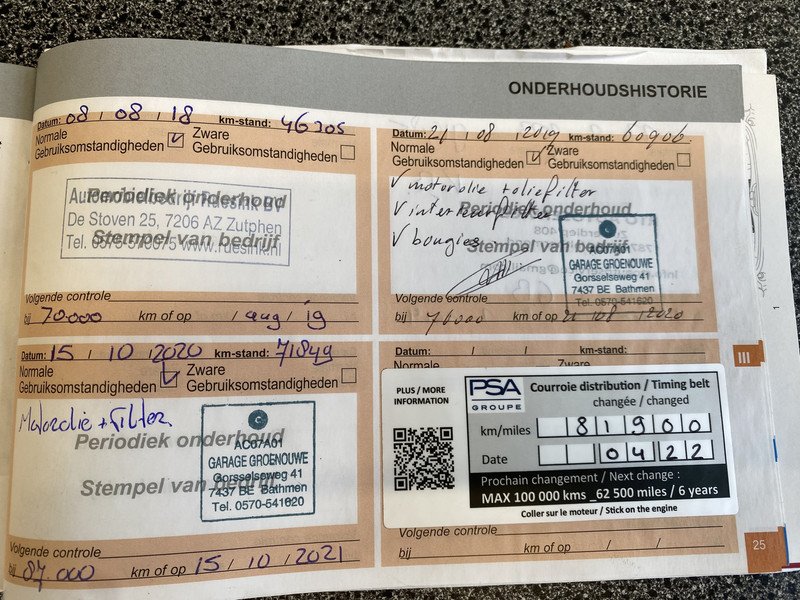 ONDERHOUDSHISTORIE
Datum: 08 / 08 / 18 km-stand: 46305
Normale Gebruiksomstandigheden
Zware Gebruiksomstandigheden
Periodiek onderhoud
De Stoven 25, 7206 AZ Zutphen
Stempel van bedrijf
Volgende controle
bij 70.000 km of op / aug / 19
Datum: 21 / 08 / 2019 km-stand: 60906
Normale Gebruiksomstandigheden
Zware Gebruiksomstandigheden
V motorolie + oliefilter
Periodiek onderhoud
V interieurfilter
Stempel van bedrijf
V bougies
AC67A01
GARAGE GROENOUWE
Gorsselseweg 41
7437 BE Bathmen
Tel. 0570-541620
Volgende controle
bij 76000 km of op 21 / 08 / 2020
Datum: 15 / 10 / 2020 km-stand: 71849
Normale Gebruiksomstandigheden
Zware Gebruiksomstandigheden
Motorolie + Filter
Periodiek onderhoud
Stempel van bedrijf
AC67A01
GARAGE GROENOUWE
Gorsselseweg 41
7437 BE Bathmen
Tel. 0570-541620
Volgende controle
bij 87.000 km of op 15 / 10 / 2021
Datum: / / km-stand:
Normale
Zware
PLUS / MORE
INFORMATION
PSA
GROUPE
Courroie distribution / Timing belt
changée / changed
km/miles 81900
Date 0422
Prochain changement / Next change :
MAX 100 000 kms _62 500 miles / 6 years
Coller sur le moteur / Stick on the engine
Volgende controle
bij km of op / /
III
25